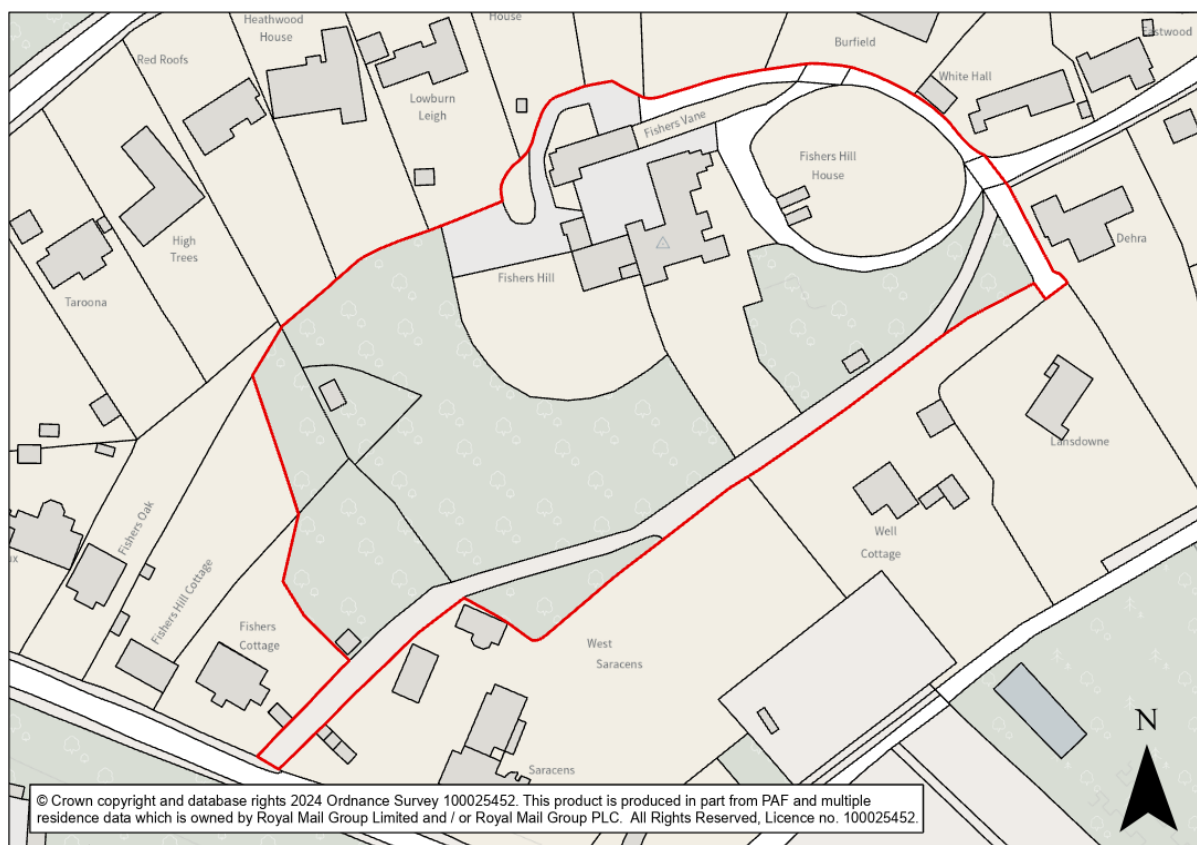 Heathwood
House
House
Burfield
Eastwood
Red Roofs
White Hall
Lowburn
Leigh
Fishers Vane
Fishers Hill
House
High
Trees
Dehra
Fishers Hill
Taroona
Lansdowne
Fishers Oak
Well
Cottage
Fishers Hill Cottage
Fishers
Cottage
West
Saracens
Saracens
N
© Crown copyright and database rights 2024 Ordnance Survey 100025452. This product is produced in part from PAF and multiple
residence data which is owned by Royal Mail Group Limited and / or Royal Mail Group PLC. All Rights Reserved, Licence no. 100025452.